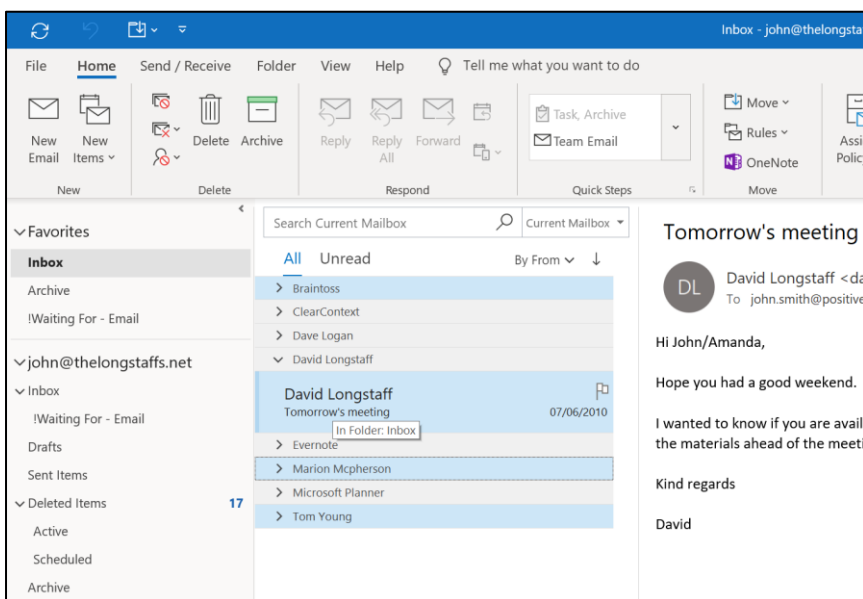 Inbox - john@thelongsta
File Home Send / Receive Folder View Help Tell me what you want to do
New Email
New Items
Delete
Archive
Reply
Reply All
Forward
Task, Archive
Team Email
Move
Rules
OneNote
Assi
Polic
New Delete Respond Quick Steps Move
Favorites
Inbox
Archive
!Waiting For - Email
john@thelongstaffs.net
Inbox
!Waiting For - Email
Drafts
Sent Items
Deleted Items 17
Active
Scheduled
Archive
Search Current Mailbox Current Mailbox
All Unread By From
Braintoss
ClearContext
Dave Logan
David Longstaff
David Longstaff
Tomorrow's meeting 07/06/2010
In Folder: Inbox
Evernote
Marion Mcpherson
Microsoft Planner
Tom Young
Tomorrow's meeting
DL
David Longstaff <da
To john.smith@positive
Hi John/Amanda,
Hope you had a good weekend.
I wanted to know if you are avail
the materials ahead of the meeti
Kind regards
David